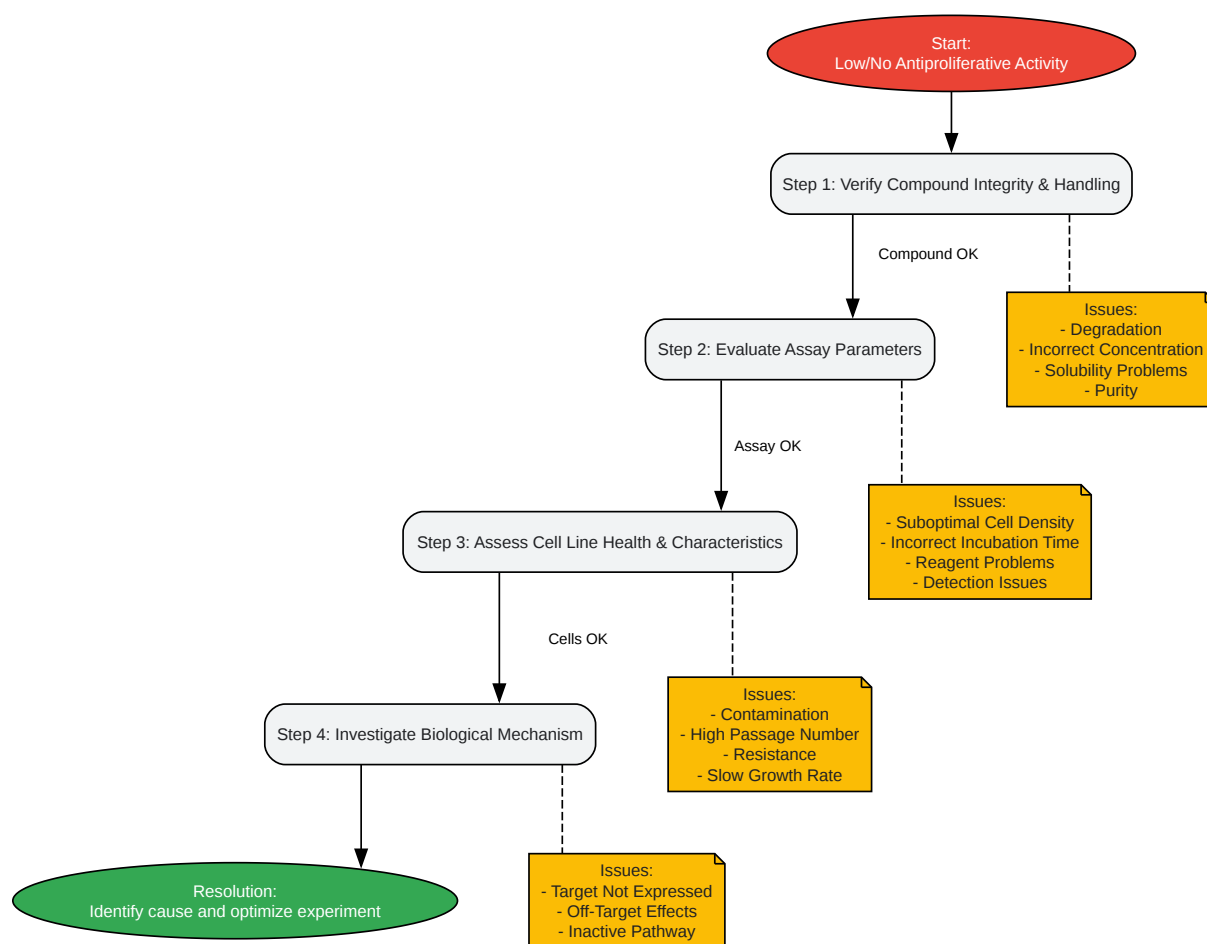 Start:
Low/No Antiproliferative Activity
Step 1: Verify Compound Integrity & Handling
Compound OK
Issues:
- Degradation
- Incorrect Concentration
- Solubility Problems
- Purity
Step 2: Evaluate Assay Parameters
Assay OK
Issues:
- Suboptimal Cell Density
- Incorrect Incubation Time
- Reagent Problems
- Detection Issues
Step 3: Assess Cell Line Health & Characteristics
Cells OK
Issues:
- Contamination
- High Passage Number
- Resistance
- Slow Growth Rate
Step 4: Investigate Biological Mechanism
Issues:
- Target Not Expressed
- Off-Target Effects
- Inactive Pathway
Resolution:
Identify cause and optimize experiment